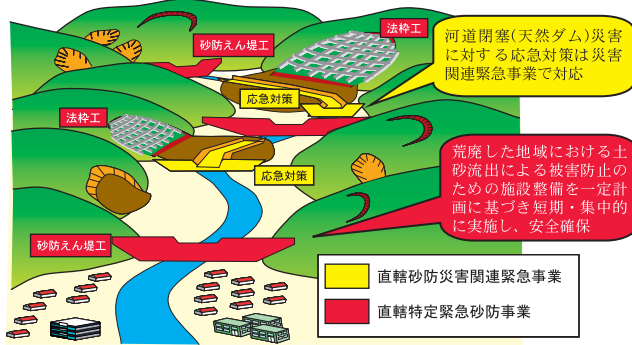 法枠工
砂防えん堤工
河道閉塞(天然ダム)災害
に対する応急対策は災害
関連緊急事業で対応
応急対策
法枠工
荒廃した地域における土
砂流出による被害防止の
ための施設整備を一定計
画に基づき短期・集中的
に実施し、安全確保
応急対策
砂防えん堤工
直轄砂防災害関連緊急事業
直轄特定緊急砂防事業